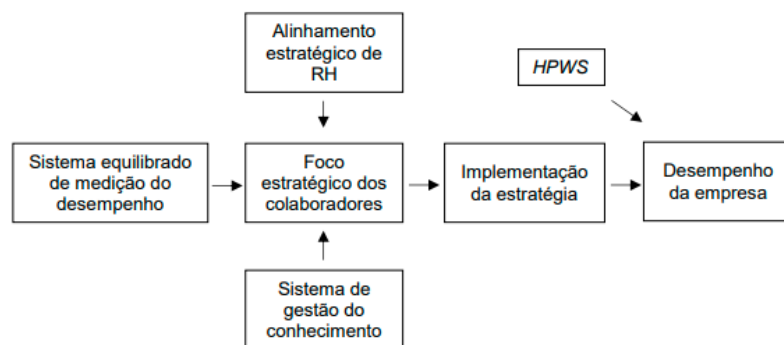 Alinhamento
estratégico de
RH
HPWS
Sistema equilibrado
de medição do
desempenho
Foco
estratégico dos
colaboradores
Implementação
da estratégia
Desempenho
da empresa
Sistema de
gestão do
conhecimento